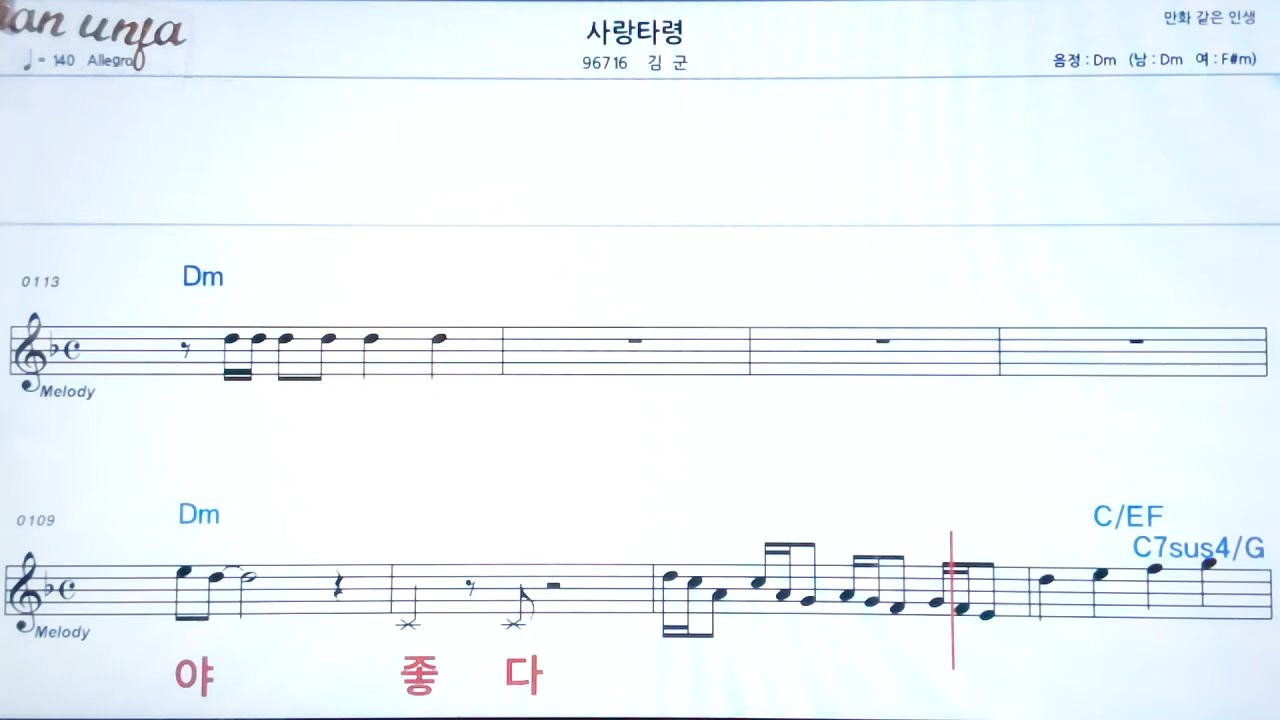 an unja
사랑타령
만화 같은 인생
♩= 140 Allegro
96716 김 군
음정 : Dm (남 : Dm 여 : F#m)
0113
Dm
Melody
0109
Dm
C/EF
C7sus4/G
Melody
야 좋 다